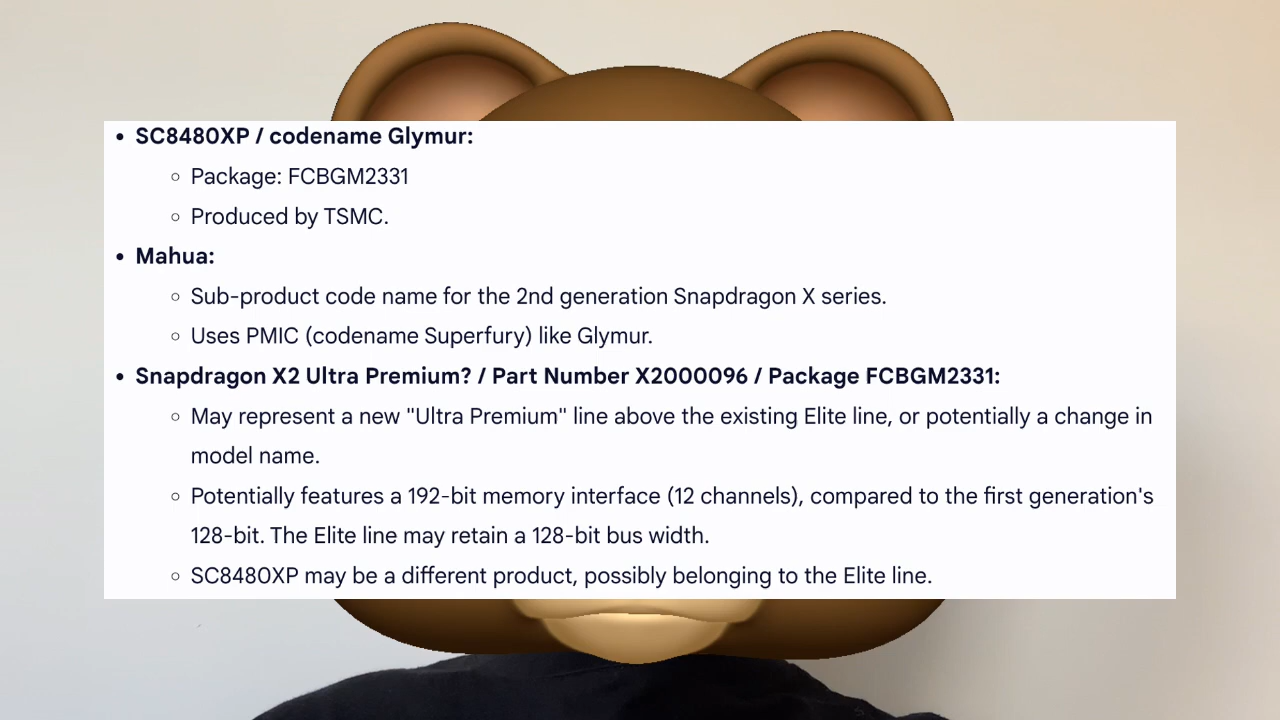 • SC8480XP / codename Glymur:
◦ Package: FCBGM2331
◦ Produced by TSMC.
• Mahua:
◦ Sub-product code name for the 2nd generation Snapdragon X series.
◦ Uses PMIC (codename Superfury) like Glymur.
• Snapdragon X2 Ultra Premium? / Part Number X2000096 / Package FCBGM2331:
◦ May represent a new "Ultra Premium" line above the existing Elite line, or potentially a change in
model name.
◦ Potentially features a 192-bit memory interface (12 channels), compared to the first generation's
128-bit. The Elite line may retain a 128-bit bus width.
◦ SC8480XP may be a different product, possibly belonging to the Elite line.